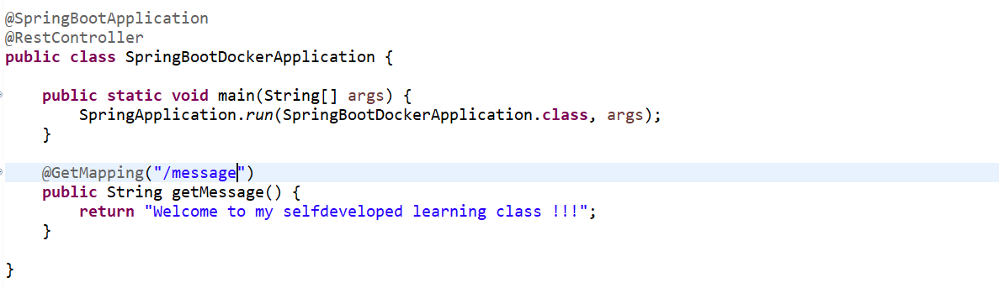 @SpringBootApplication
@RestController
public class SpringBootDockerApplication {
public static void main(String[] args) {
SpringApplication.run(SpringBootDockerApplication.class, args);
}
@GetMapping("/message")
public String getMessage() {
return "Welcome to my selfdeveloped learning class !!!";
}
}